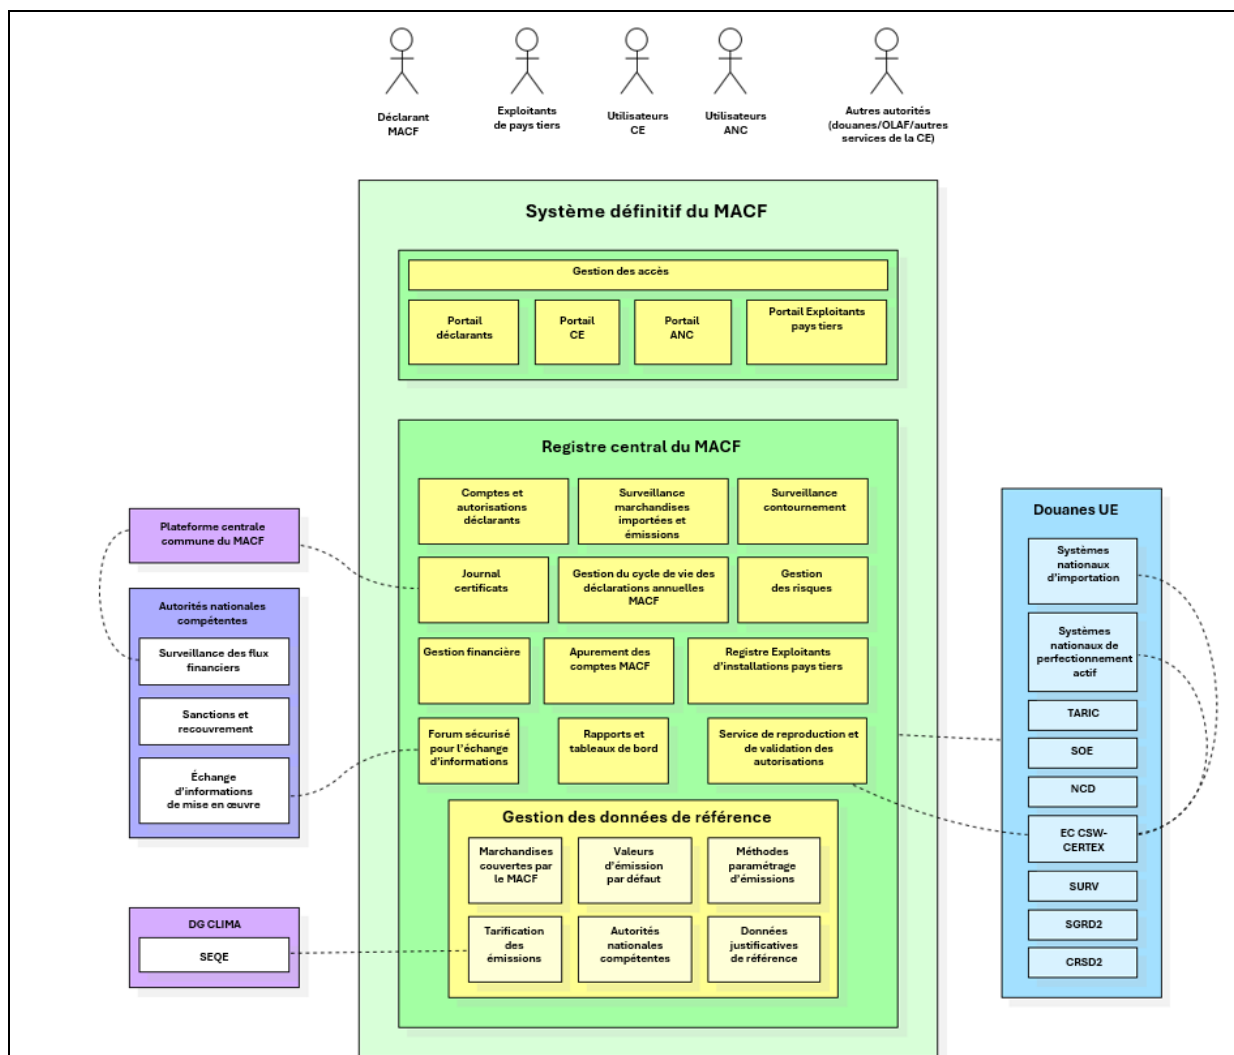 Déclarant
MACF
Exploitants
de pays tiers
Utilisateurs
CE
Utilisateurs
ANC
Autres autorités
(douanes/OLAF/autres
services de la CE)
Système définitif du MACF
Gestion des accès
Portail
déclarants
Portail
CE
Portail
ANC
Portail Exploitants
pays tiers
Registre central du MACF
Comptes et
autorisations
déclarants
Surveillance
marchandises
importées et
émissions
Surveillance
contournement
Journal
certificats
Gestion du cycle de vie des
déclarations annuelles
MACF
Gestion
des risques
Gestion financière
Apurement des
comptes MACF
Registre Exploitants
d'installations pays tiers
Forum sécurisé
pour l'échange
d'informations
Rapports et
tableaux de bord
Service de reproduction et
de validation des
autorisations
Gestion des données de référence
Marchandises
couvertes par
le MACF
Valeurs
d'émission
par défaut
Méthodes
paramétrage
d'émissions
Tarification
des
émissions
Autorités
nationales
compétentes
Données
justificatives
de référence
Plateforme centrale
commune du MACF
Autorités nationales
compétentes
Surveillance des flux
financiers
Sanctions et
recouvrement
Échange
d'informations
de mise en œuvre
DG CLIMA
SEQE
Douanes UE
Systèmes
nationaux
d'importation
Systèmes
nationaux de
perfectionnement
actif
TARIC
SOE
NCD
EC CSW-
CERTEX
SURV
SGRD2
CRSD2